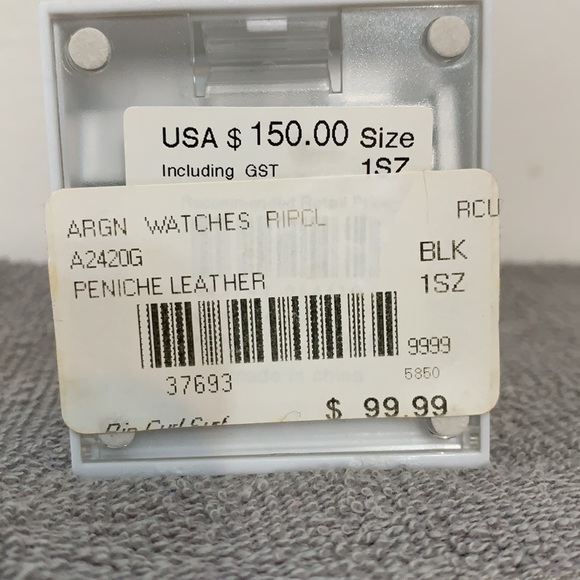 USA $ 150.00 Size
Including GST 1SZ
ARGN WATCHES RIPCL RCU
A2420G BLK
PENICHE LEATHER 1SZ
9999
37693 5850
$ 99.99
Rip Curl Surf